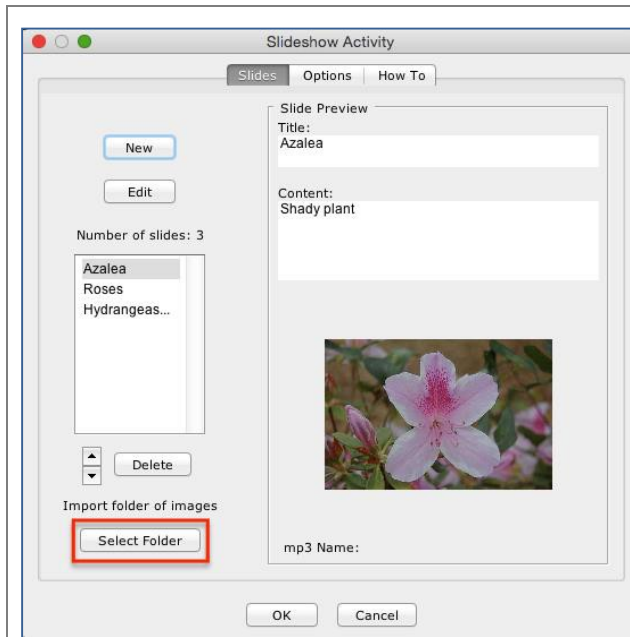 Slideshow Activity
Slides Options How To
New
Edit
Number of slides: 3
Azalea
Roses
Hydrangeas...
Delete
Import folder of images
Select Folder
Slide Preview
Title:
Azalea
Content:
Shady plant
mp3 Name:
OK Cancel